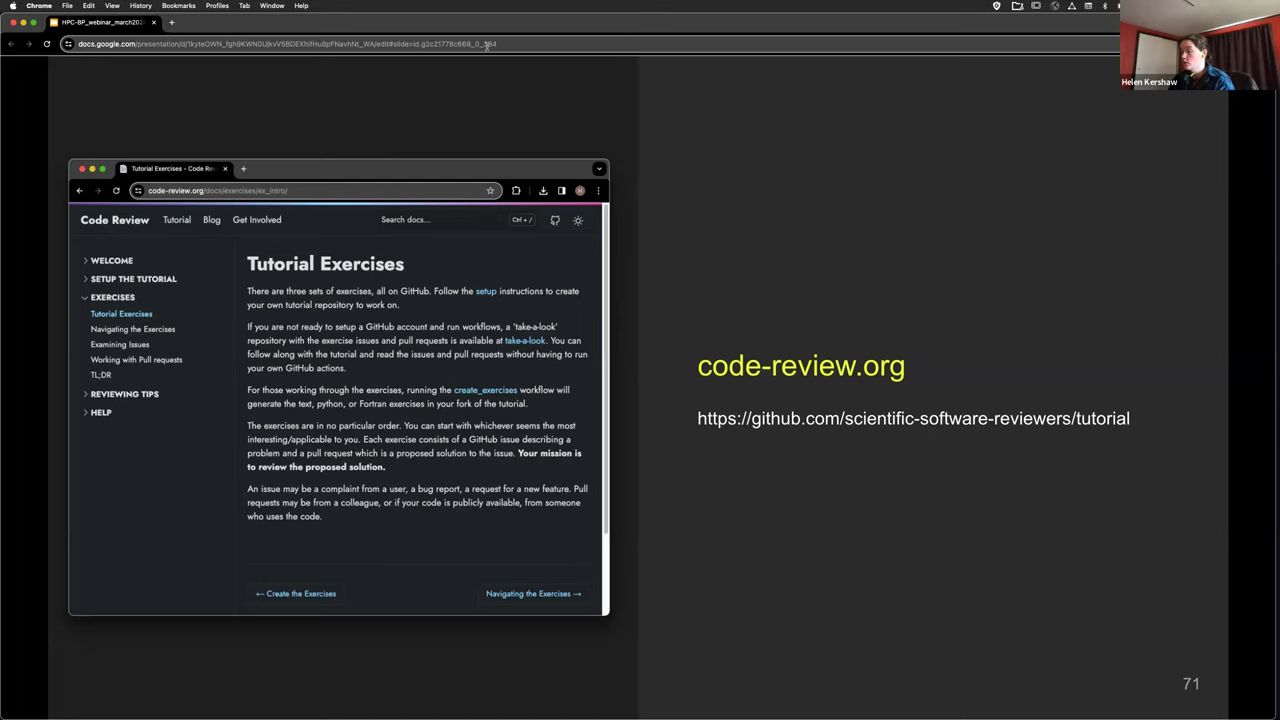 Chrome File Edit View History Bookmarks Profiles Tab Window Help
HPC-BP_webinar_march202
Helen Kershaw
Tutorial Exercises - Code Re
code-review.org/docs/exercises/ex_intro/
Code Review Tutorial Blog Get Involved Search docs... Ctrl + /
WELCOME
SETUP THE TUTORIAL
EXERCISES
Tutorial Exercises
Navigating the Exercises
Examining Issues
Working with Pull requests
TL;DR
REVIEWING TIPS
HELP
Tutorial Exercises
There are three sets of exercises, all on GitHub. Follow the setup instructions to create
your own tutorial repository to work on.
If you are not ready to setup a GitHub account and run workflows, a 'take-a-look'
repository with the exercise issues and pull requests is available at take-a-look. You can
follow along with the tutorial and read the issues and pull requests without having to run
your own GitHub actions.
For those working through the exercises, running the create_exercises workflow will
generate the text, python, or Fortran exercises in your fork of the tutorial.
The exercises are in no particular order. You can start with whichever seems the most
interesting/applicable to you. Each exercise consists of a GitHub issue describing a
problem and a pull request which is a proposed solution to the issue. Your mission is
to review the proposed solution.
An issue may be a complaint from a user, a bug report, a request for a new feature. Pull
requests may be from a colleague, or if your code is publicly available, from someone
who uses the code.
← Create the Exercises
Navigating the Exercises →
code-review.org
https://github.com/scientific-software-reviewers/tutorial
71